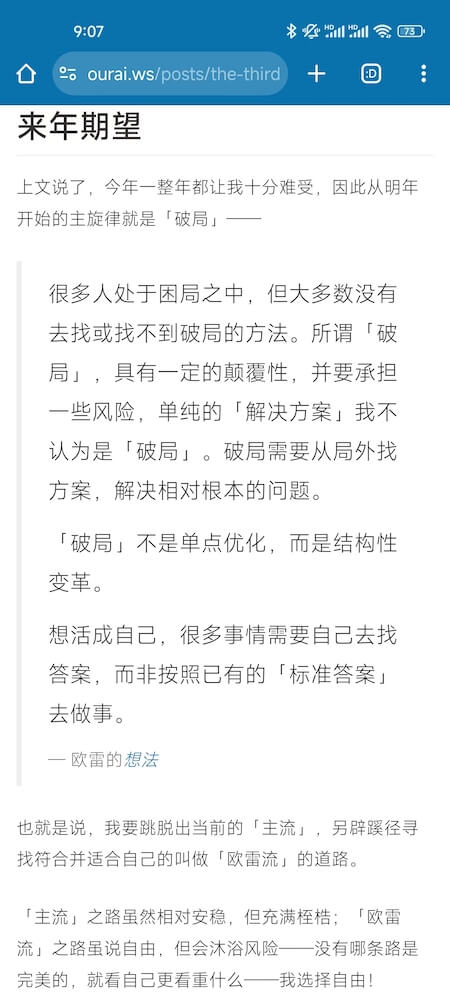 9:07
HD HD 73
ourai.ws/posts/the-third
:D
来年期望
上文说了，今年一整年都让我十分难受，因此从明年
开始的主旋律就是「破局」——
很多人处于困局之中，但大多数没有
去找或找不到破局的方法。所谓「破
局」，具有一定的颠覆性，并要承担
一些风险，单纯的「解决方案」我不
认为是「破局」。破局需要从局外找
方案，解决相对根本的问题。
「破局」不是单点优化，而是结构性
变革。
想活成自己，很多事情需要自己去找
答案，而非按照已有的「标准答案」
去做事。
— 欧雷的想法
也就是说，我要跳脱出当前的「主流」，另辟蹊径寻
找符合并适合自己的叫做「欧雷流」的道路。
「主流」之路虽然相对安稳，但充满桎梏；「欧雷
流」之路虽说自由，但会沐浴风险——没有哪条路是
完美的，就看自己更看重什么——我选择自由！